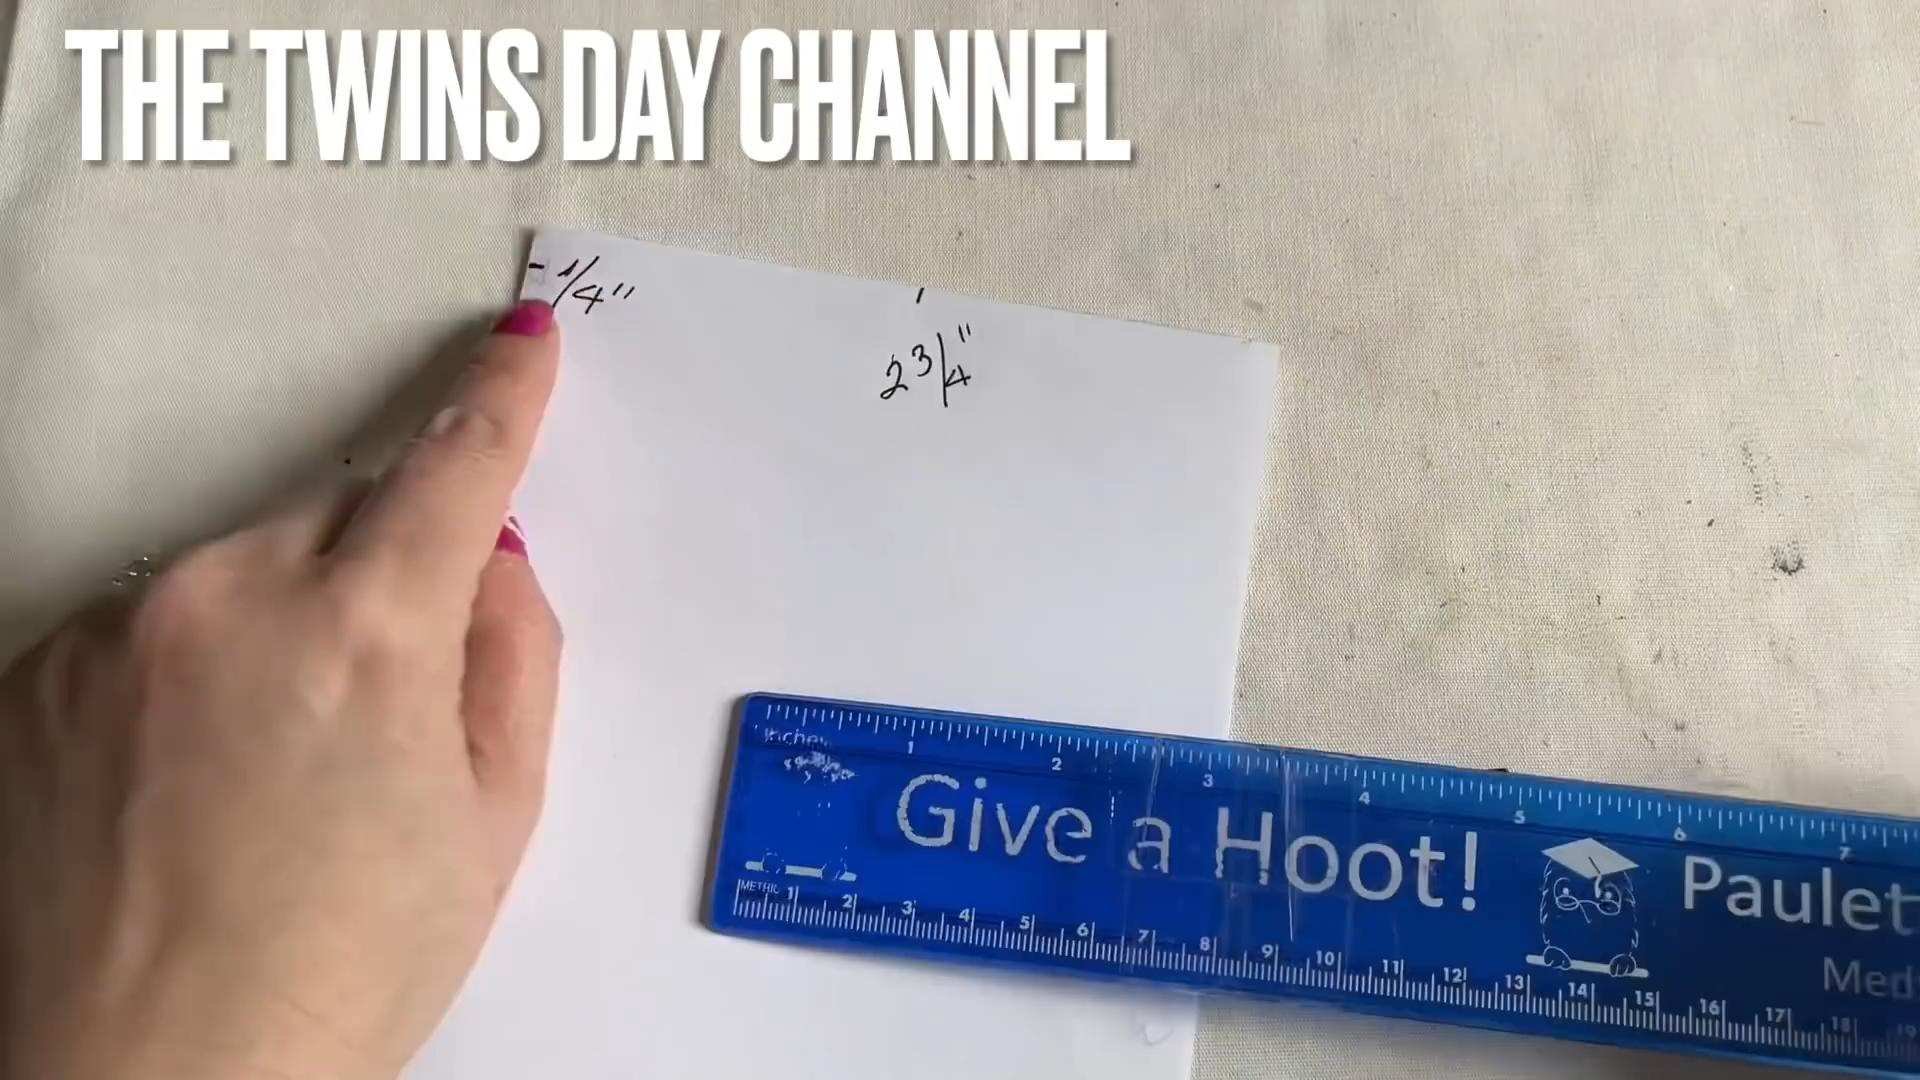 THE TWINS DAY CHANNEL
- 1/4"
2 3/4"
Inches
1 2 3 4 5 6 7
Give a Hoot!
Paulet
Med
METRIC 1 2 3 4 5 6 7 8 9 10 11 12 13 14 15 16 17 18 19